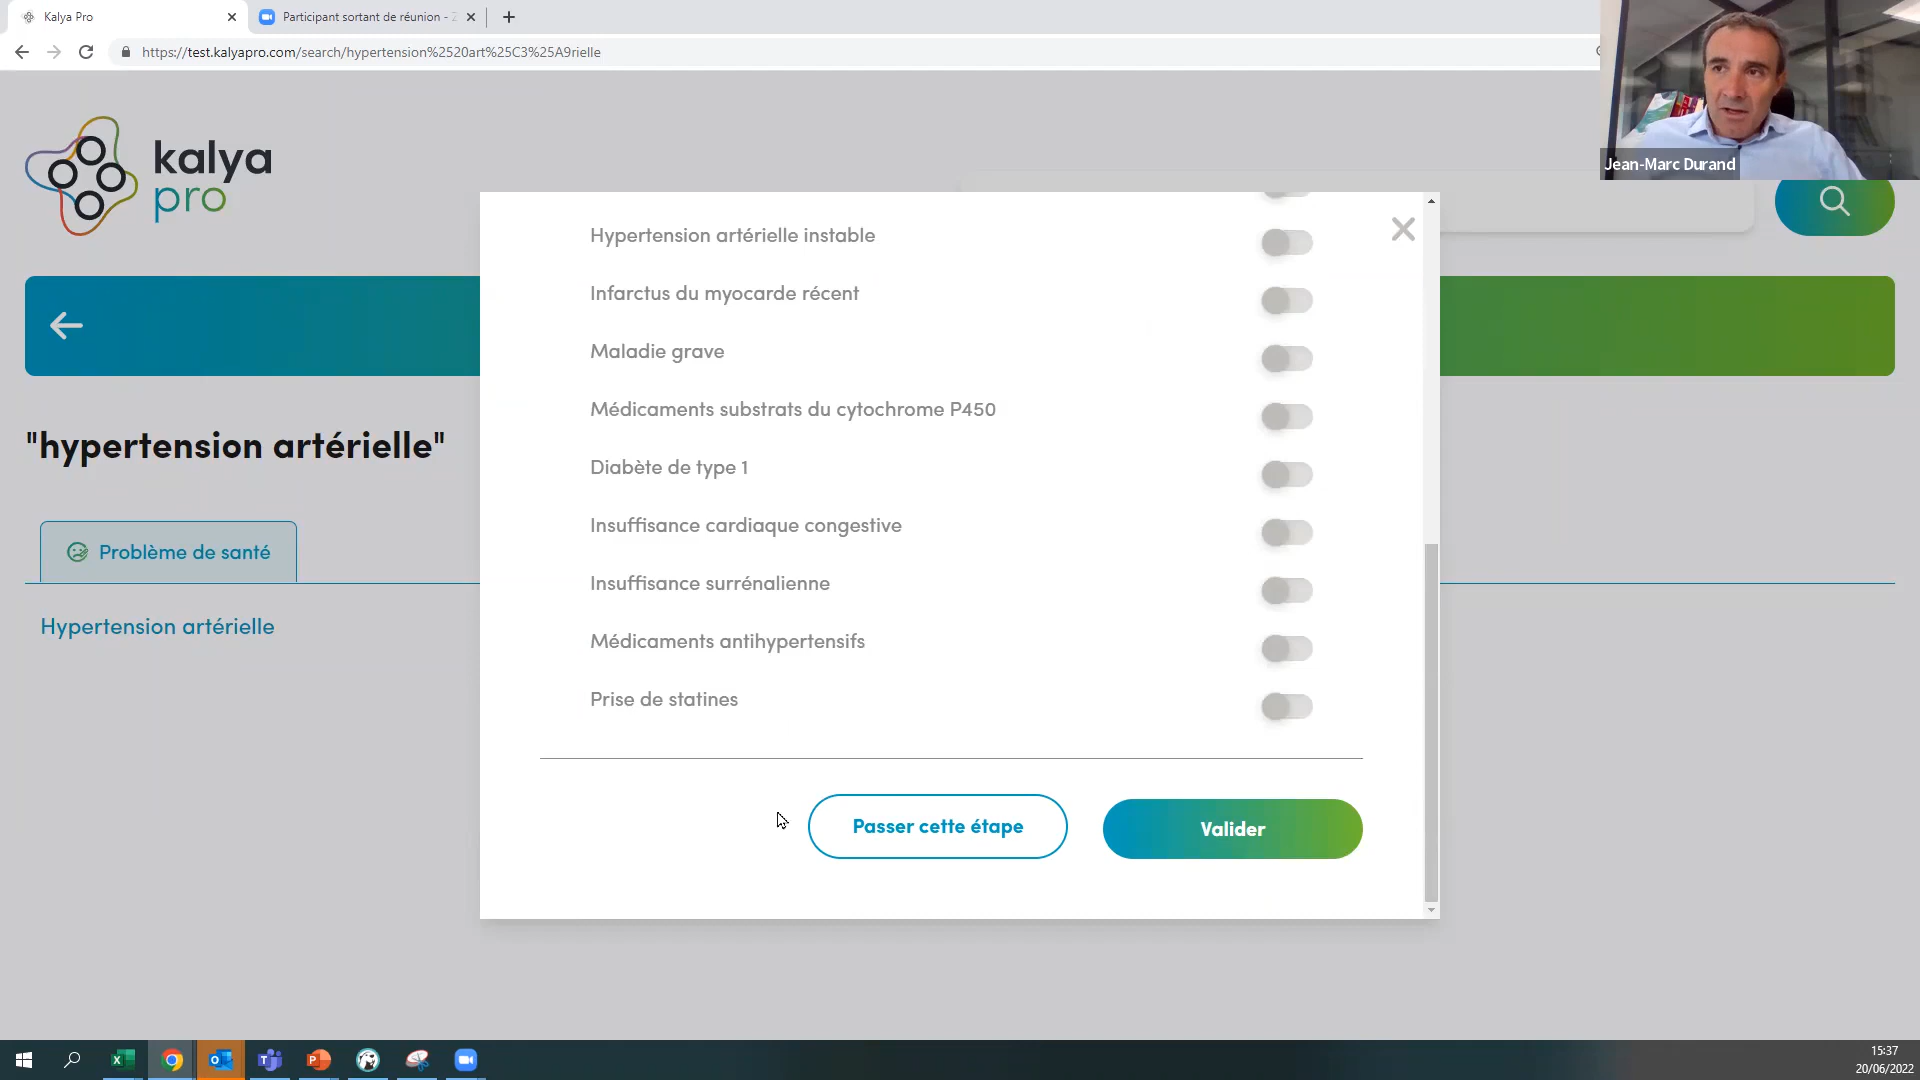 Kalya Pro
Participant sortant de réunion -
https://test.kalyapro.com/search/hypertension%2520art%25C3%25A9rielle
Jean-Marc Durand
kalya
pro
Hypertension artérielle instable
Infarctus du myocarde récent
Maladie grave
Médicaments substrats du cytochrome P450
"hypertension artérielle"
Diabète de type 1
Insuffisance cardiaque congestive
Problème de santé
Insuffisance surrénalienne
Hypertension artérielle
Médicaments antihypertensifs
Prise de statines
Passer cette étape
Valider
15:37
20/06/2022